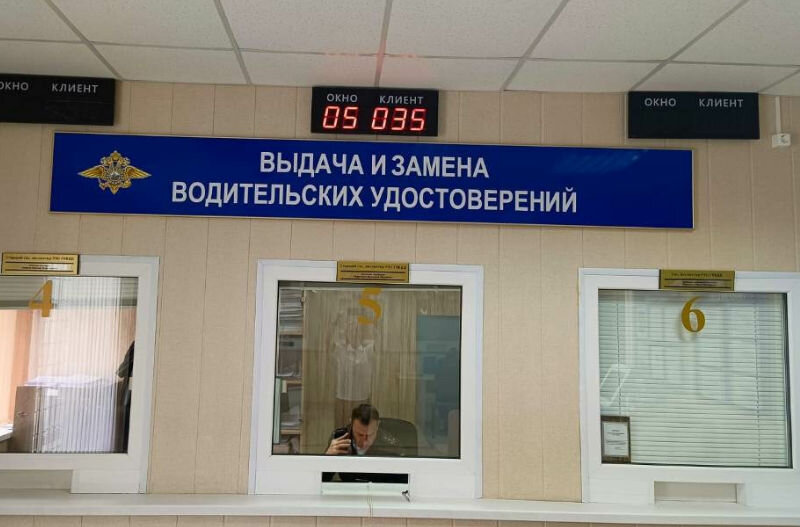 ОКНО КЛИЕНТ
ОКНО КЛИЕНТ
05 035
ОКНО КЛИЕНТ
ВЫДАЧА И ЗАМЕНА
ВОДИТЕЛЬСКИХ УДОСТОВЕРЕНИЙ
4
5
6